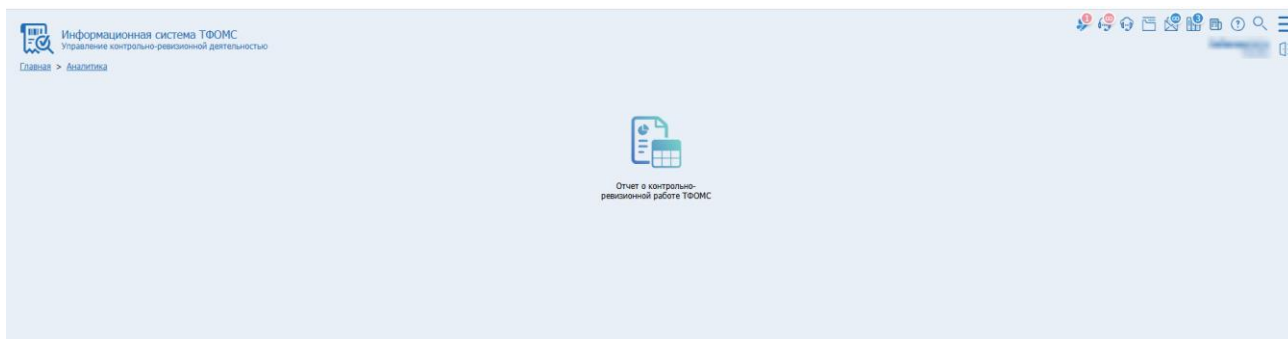 Информационная система ТФОМС
Управление контрольно-ревизионной деятельностью
Главная > Аналитика
Отчет о контрольно-
ревизионной работе ТФОМС